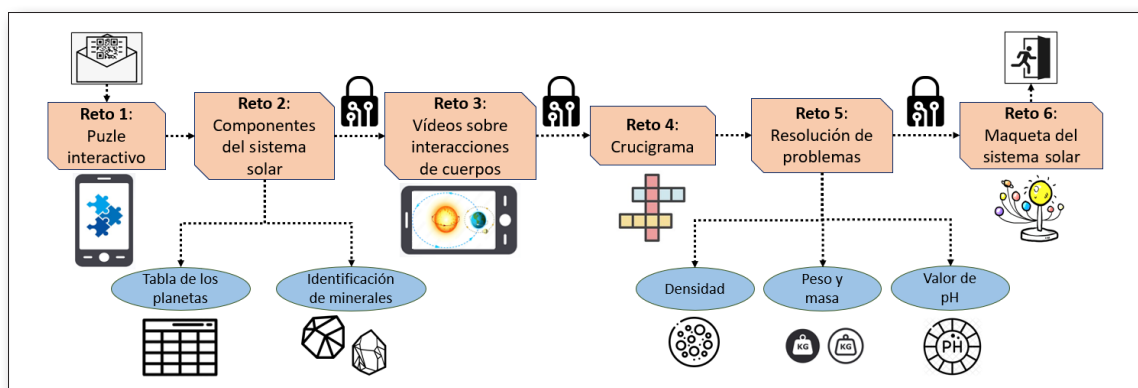 Reto 1:
Puzle
interactivo
Reto 2:
Componentes
del sistema
solar
Reto 3:
Vídeos sobre
interacciones
de cuerpos
Reto 4:
Crucigrama
Reto 5:
Resolución de
problemas
Reto 6:
Maqueta del
sistema solar
Tabla de los
planetas
Identificación
de minerales
Densidad
Peso y
masa
Valor de
pH
KG
KG
PH